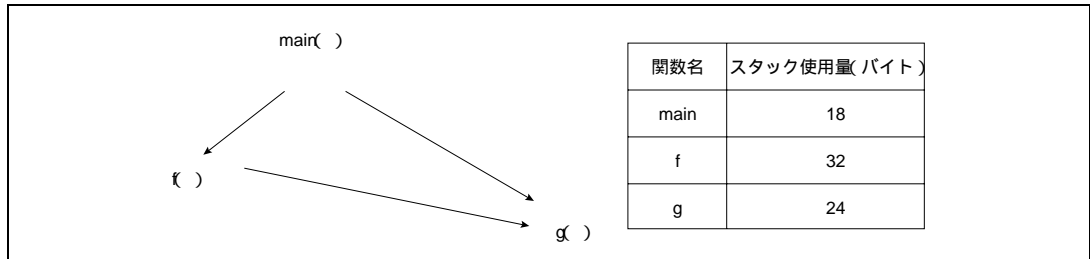 main( )
f( )
g( )
関数名 スタック使用量(バイト)
main 18
f 32
g 24